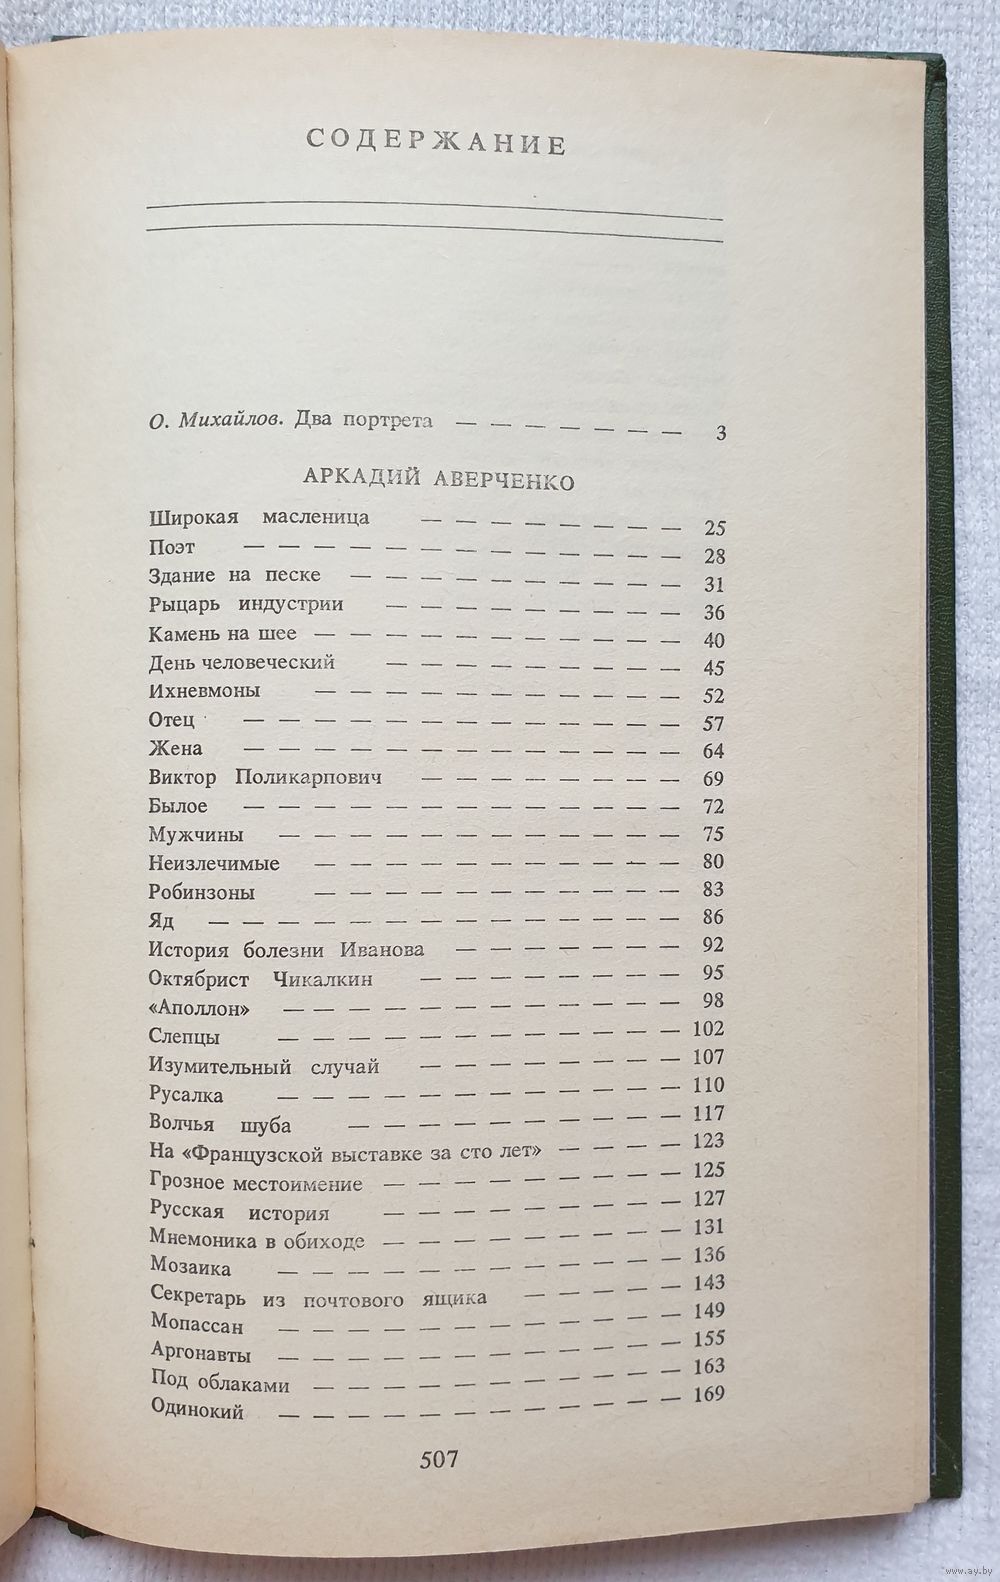 СОДЕРЖАНИЕ
О. Михайлов. Два портрета — — — — — — — 3
АРКАДИЙ АВЕРЧЕНКО
Широкая масленица — — — — — — — — 25
Поэт — — — — — — — — — — — — — 28
Здание на песке — — — — — — — — — — 31
Рыцарь индустрии — — — — — — — — — 36
Камень на шее — — — — — — — — — — — 40
День человеческий — — — — — — — — — 45
Ихневмоны — — — — — — — — — — — 52
Отец — — — — — — — — — — — — — 57
Жена — — — — — — — — — — — — — 64
Виктор Поликарпович — — — — — — — — 69
Былое — — — — — — — — — — — — — 72
Мужчины — — — — — — — — — — — — 75
Неизлечимые — — — — — — — — — — — 80
Робинзоны — — — — — — — — — — — 83
Яд — — — — — — — — — — — — — — 86
История болезни Иванова — — — — — — — 92
Октябрист Чикалкин — — — — — — — — 95
«Аполлон» — — — — — — — — — — — — 98
Слепцы — — — — — — — — — — — — 102
Изумительный случай — — — — — — — — 107
Русалка — — — — — — — — — — — — 110
Волчья шуба — — — — — — — — — — 117
На «Французской выставке за сто лет» — — — — 123
Грозное местоимение — — — — — — — — — 125
Русская история — — — — — — — — — 127
Мнемоника в обиходе — — — — — — — — — 131
Мозаика — — — — — — — — — — — — 136
Секретарь из почтового ящика — — — — — 143
Мопассан — — — — — — — — — — — — 149
Аргонавты — — — — — — — — — — — — 155
Под облаками — — — — — — — — — — — 163
Одинокий — — — — — — — — — — — — 169
507
www.ay.by